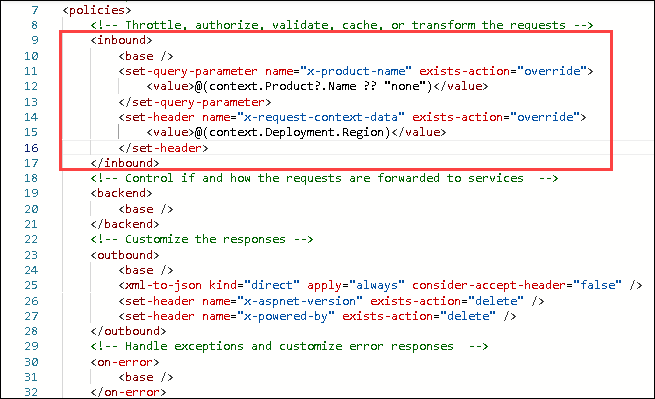 7 <policies>
8 <!-- Throttle, authorize, validate, cache, or transform the requests -->
9 <inbound>
10 <base />
11 <set-query-parameter name="x-product-name" exists-action="override">
12 <value>@(context.Product?.Name ?? "none")</value>
13 </set-query-parameter>
14 <set-header name="x-request-context-data" exists-action="override">
15 <value>@(context.Deployment.Region)</value>
16 </set-header>
17 </inbound>
18 <!-- Control if and how the requests are forwarded to services  -->
19 <backend>
20 <base />
21 </backend>
22 <!-- Customize the responses -->
23 <outbound>
24 <base />
25 <xml-to-json kind="direct" apply="always" consider-accept-header="false" />
26 <set-header name="x-aspnet-version" exists-action="delete" />
27 <set-header name="x-powered-by" exists-action="delete" />
28 </outbound>
29 <!-- Handle exceptions and customize error responses  -->
30 <on-error>
31 <base />
32 </on-error>